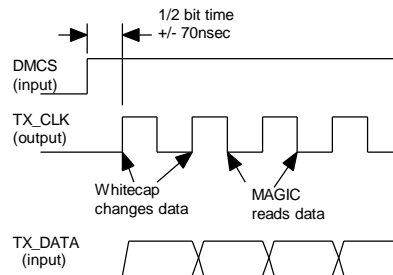 1/2 bit time
+/- 70nsec
DMCS
(input)
TX_CLK
(output)
Whitecap
changes data
MAGIC
reads data
TX_DATA
(input)